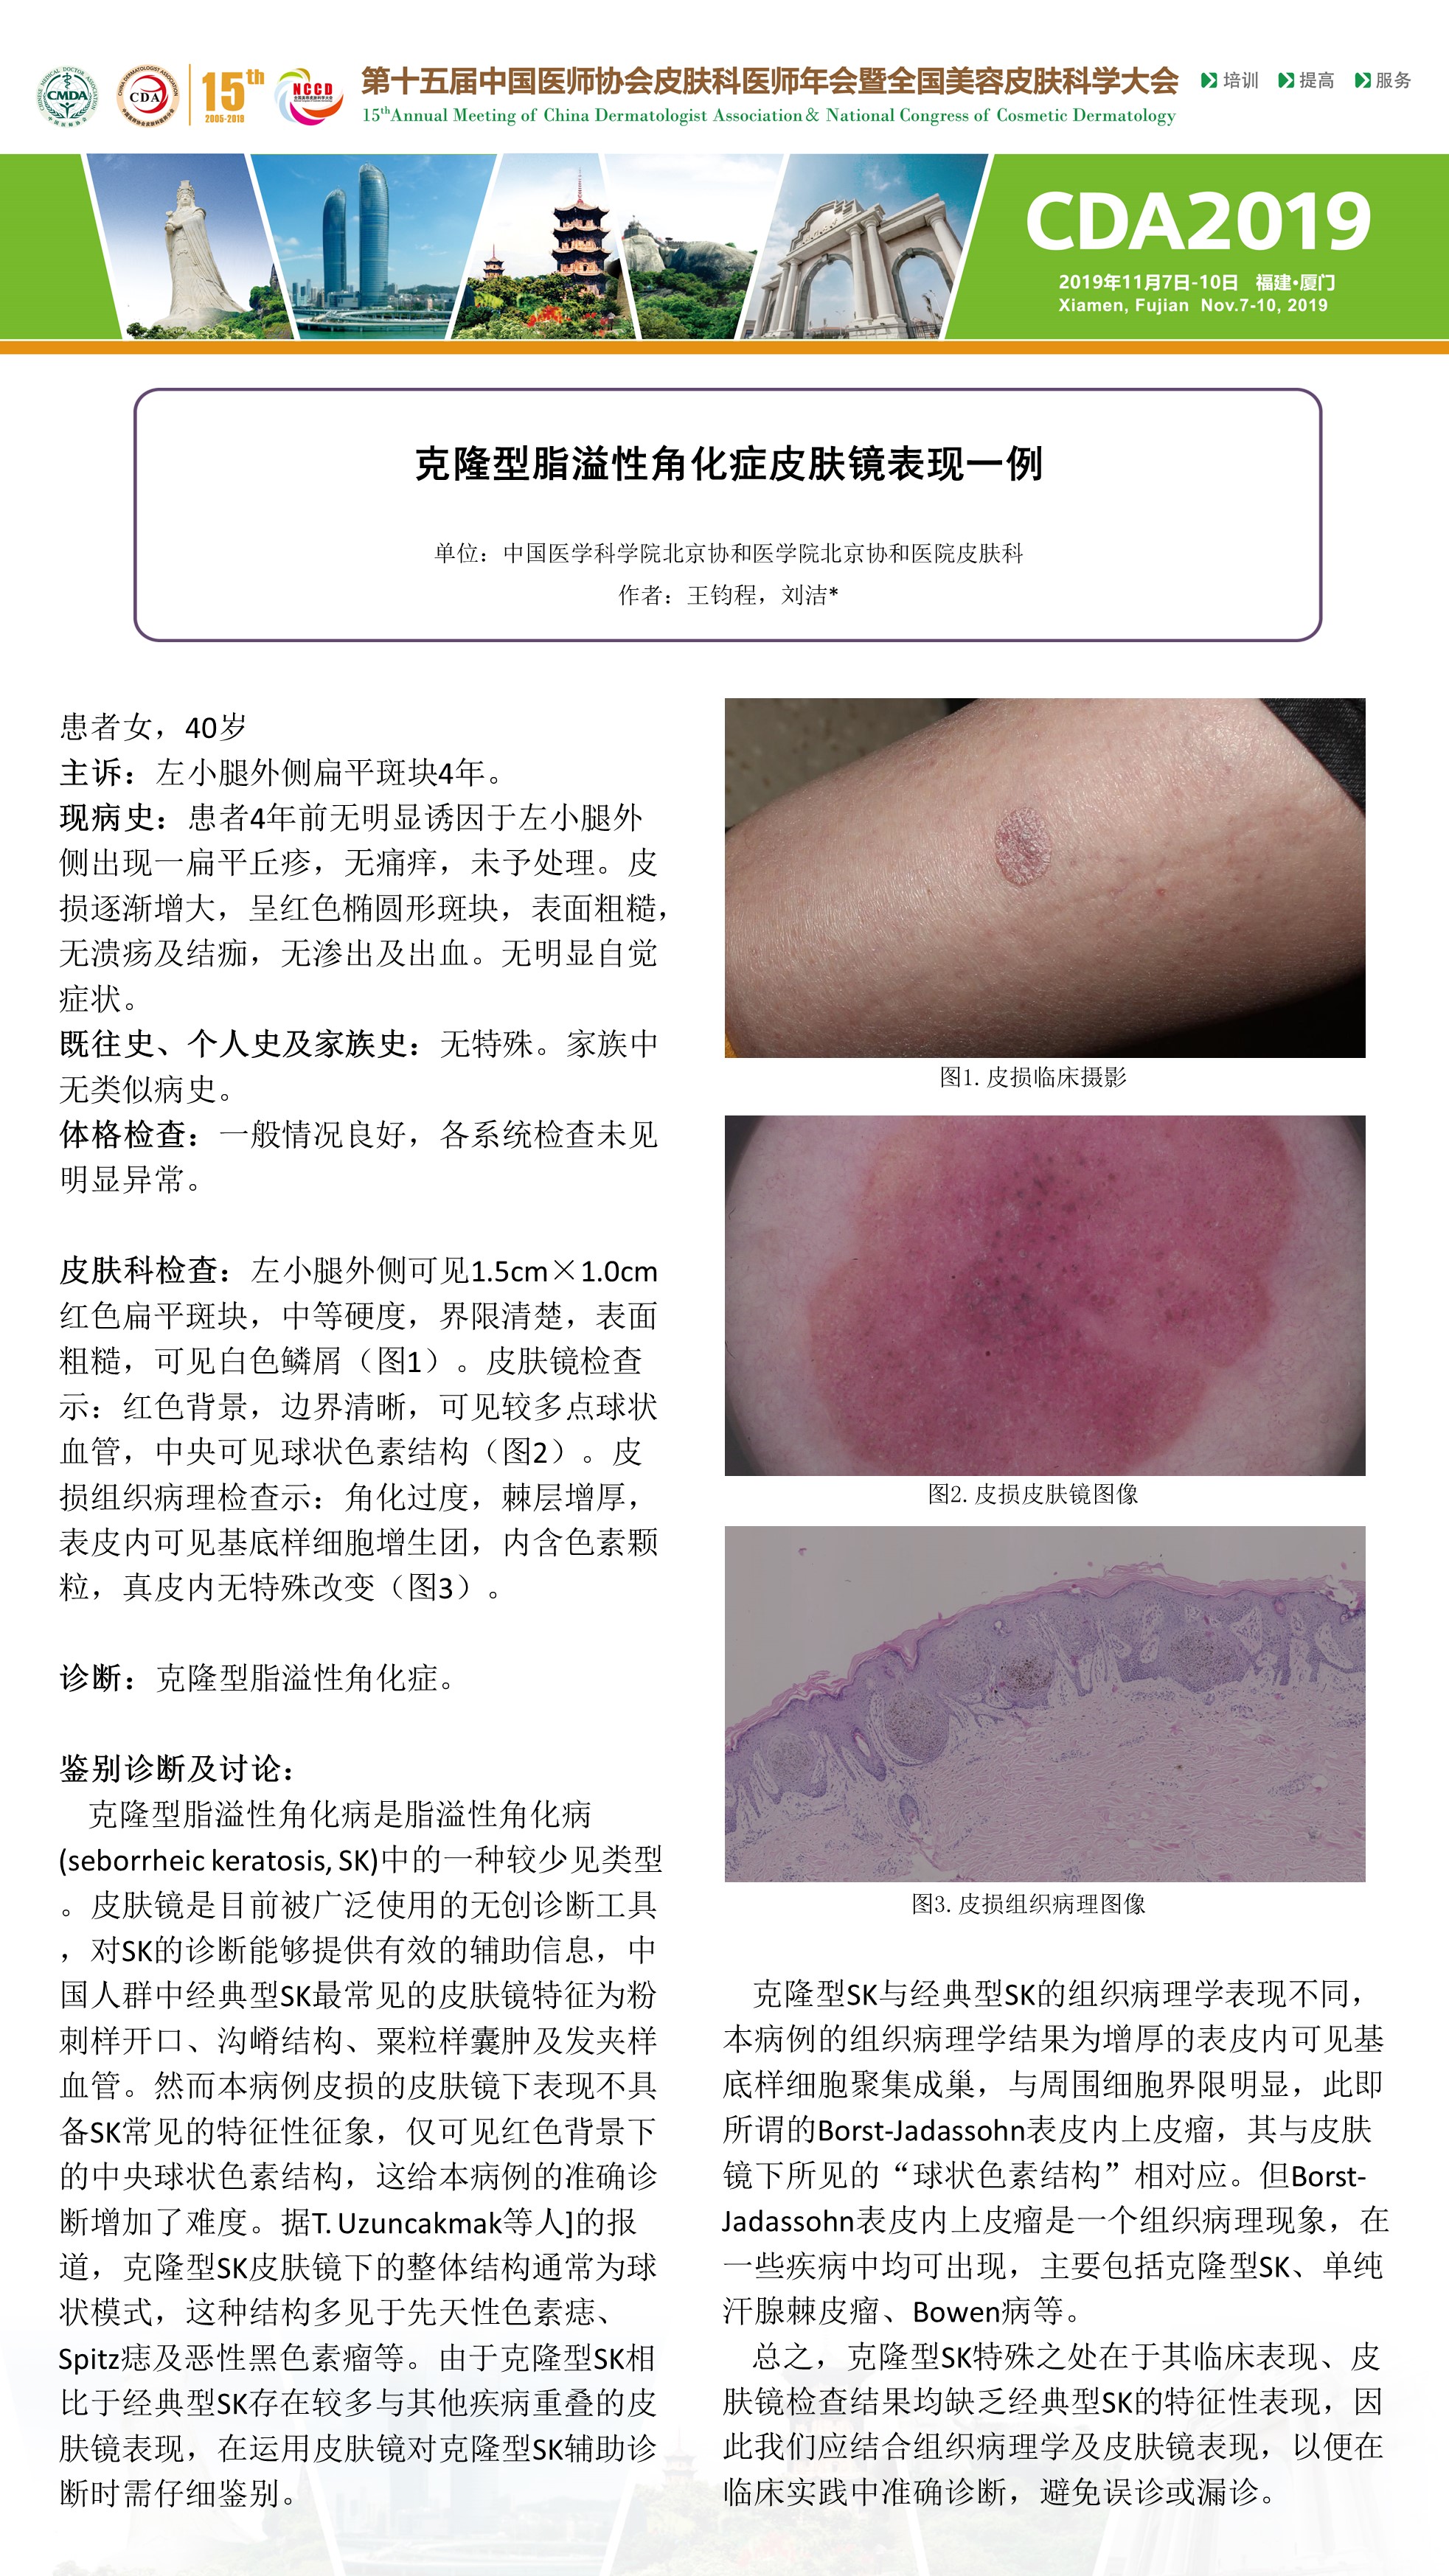 CMDA
CDA
15th
2005-2019
NCCD
第十五届中国医师协会皮肤科医师年会暨全国美容皮肤科学大会
15thAnnual Meeting of China Dermatologist Association& National Congress of Cosmetic Dermatology
培训 提高 服务
CDA2019
2019年11月7日-10日 福建·厦门
Xiamen, Fujian Nov.7-10, 2019
克隆型脂溢性角化症皮肤镜表现一例
单位：中国医学科学院北京协和医学院北京协和医院皮肤科
作者：王钧程，刘洁*
患者女，40岁
主诉：左小腿外侧扁平斑块4年。
现病史：患者4年前无明显诱因于左小腿外
侧出现一扁平丘疹，无痛痒，未予处理。皮
损逐渐增大，呈红色椭圆形斑块，表面粗糙，
无溃疡及结痂，无渗出及出血。无明显自觉
症状。
既往史、个人史及家族史：无特殊。家族中
无类似病史。
体格检查：一般情况良好，各系统检查未见
明显异常。
皮肤科检查：左小腿外侧可见1.5cm×1.0cm
红色扁平斑块，中等硬度，界限清楚，表面
粗糙，可见白色鳞屑（图1）。皮肤镜检查
示：红色背景，边界清晰，可见较多点球状
血管，中央可见球状色素结构（图2）。皮
损组织病理检查示：角化过度，棘层增厚，
表皮内可见基底样细胞增生团，内含色素颗
粒，真皮内无特殊改变（图3）。
诊断：克隆型脂溢性角化症。
鉴别诊断及讨论：
克隆型脂溢性角化病是脂溢性角化病
(seborrheic keratosis, SK)中的一种较少见类型
。皮肤镜是目前被广泛使用的无创诊断工具
，对SK的诊断能够提供有效的辅助信息，中
国人群中经典型SK最常见的皮肤镜特征为粉
刺样开口、沟嵴结构、粟粒样囊肿及发夹样
血管。然而本病例皮损的皮肤镜下表现不具
备SK常见的特征性征象，仅可见红色背景下
的中央球状色素结构，这给本病例的准确诊
断增加了难度。据T. Uzuncakmak等人]的报
道，克隆型SK皮肤镜下的整体结构通常为球
状模式，这种结构多见于先天性色素痣、
Spitz痣及恶性黑色素瘤等。由于克隆型SK相
比于经典型SK存在较多与其他疾病重叠的皮
肤镜表现，在运用皮肤镜对克隆型SK辅助诊
断时需仔细鉴别。
图1. 皮损临床摄影
图2. 皮损皮肤镜图像
图3. 皮损组织病理图像
克隆型SK与经典型SK的组织病理学表现不同，
本病例的组织病理学结果为增厚的表皮内可见基
底样细胞聚集成巢，与周围细胞界限明显，此即
所谓的Borst-Jadassohn表皮内上皮瘤，其与皮肤
镜下所见的“球状色素结构”相对应。但Borst-
Jadassohn表皮内上皮瘤是一个组织病理现象，在
一些疾病中均可出现，主要包括克隆型SK、单纯
汗腺棘皮瘤、Bowen病等。
总之，克隆型SK特殊之处在于其临床表现、皮
肤镜检查结果均缺乏经典型SK的特征性表现，因
此我们应结合组织病理学及皮肤镜表现，以便在
临床实践中准确诊断，避免误诊或漏诊。